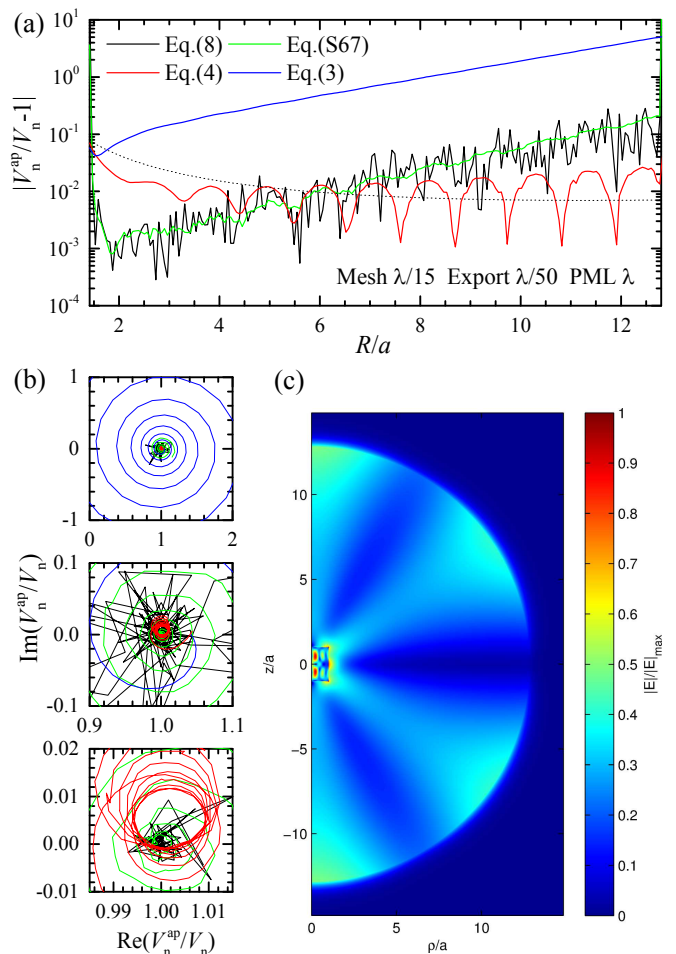 (a)
|V_n^ap/V_n-1|
10^1
10^0
10^-1
10^-2
10^-3
10^-4
Eq.(8) Eq.(S67)
Eq.(4) Eq.(3)
Mesh λ/15 Export λ/50 PML λ
2 4 6 8 10 12
R/a
(b)
1
0
-1
0 1 2
Im(V_n^ap/V_n)
0.1
0.0
-0.1
0.9 1.0 1.1
0.02
0.01
0.00
-0.01
0.99 1.00 1.01
Re(V_n^ap/V_n)
(c)
z/a
10
5
0
−5
−10
0 5 10
ρ/a
1
0.9
0.8
0.7
0.6
0.5
0.4
0.3
0.2
0.1
0
|E|/|E|_max